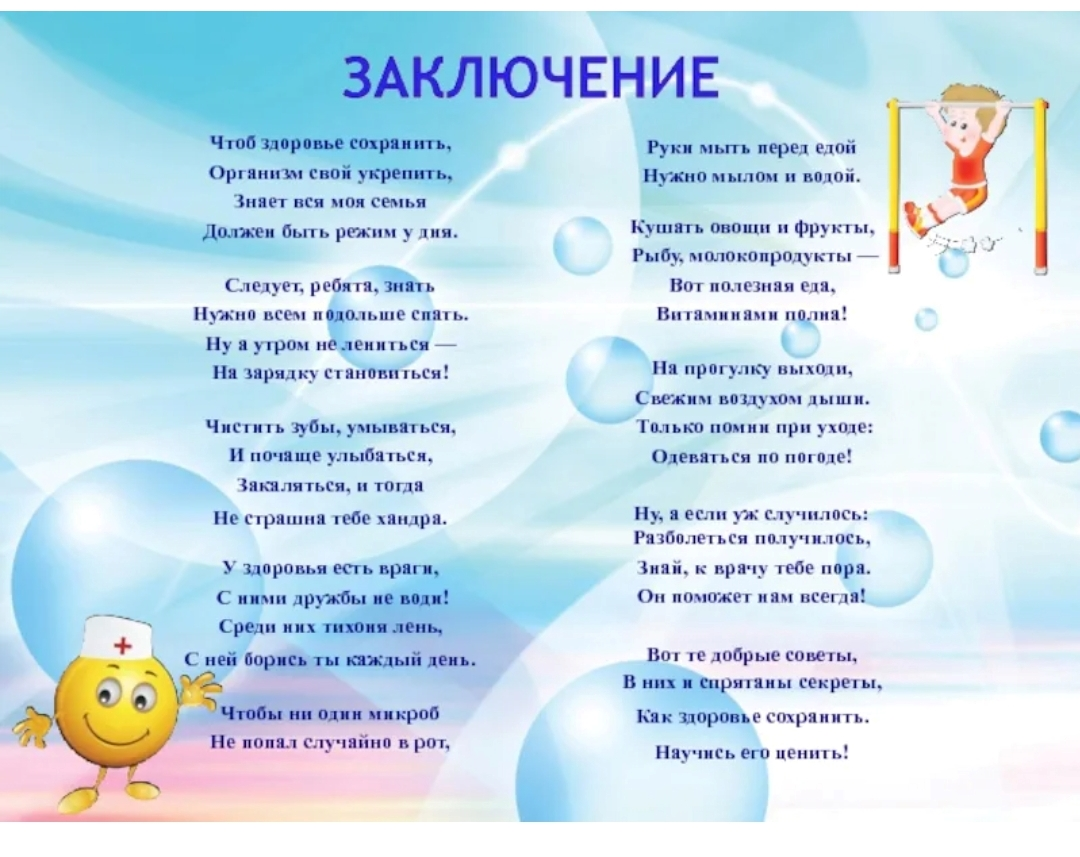 ЗАКЛЮЧЕНИЕ
Чтоб здоровье сохранить,
Организм свой укрепить,
Знает вся моя семья
Должен быть режим у дня.
Следует, ребята, знать
Нужно всем подольше спать.
Ну а утром не лениться —
На зарядку становиться!
Чистить зубы, умываться,
И почаще улыбаться,
Закаляться, и тогда
Не страшна тебе хандра.
У здоровья есть враги,
С ними дружбы не води!
Среди них тихоня лень,
С ней борись ты каждый день.
Чтобы ни один микроб
Не попал случайно в рот,
Руки мыть перед едой
Нужно мылом и водой.
Кушать овощи и фрукты,
Рыбу, молокопродукты —
Вот полезная еда,
Витаминами полна!
На прогулку выходи,
Свежим воздухом дыши.
Только помни при уходе:
Одеваться по погоде!
Ну, а если уж случилось:
Разболеться получилось,
Знай, к врачу тебе пора.
Он поможет нам всегда!
Вот те добрые советы,
В них и спрятаны секреты,
Как здоровье сохранить.
Научись его ценить!